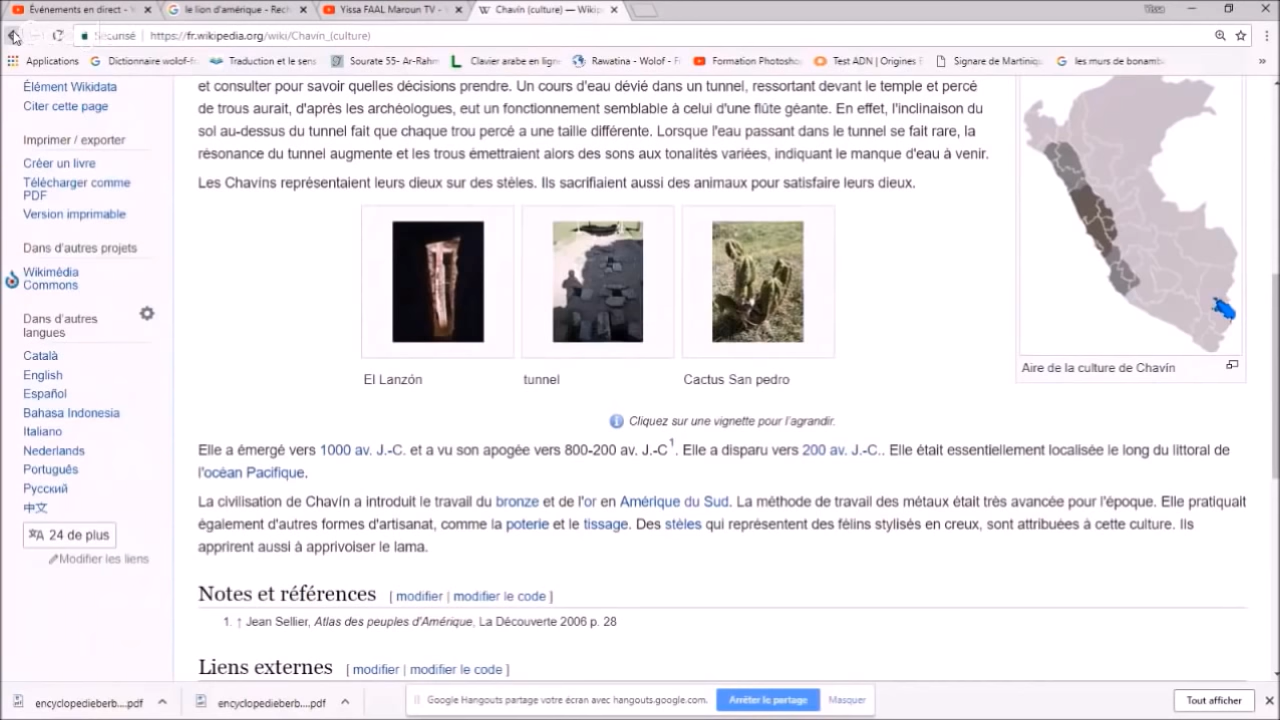 Événements en direct -
le lion d'amérique - Rech
Yissa FAAL Maroun TV -
Chavín (culture) — Wikip
Yissa
https://fr.wikipedia.org/wiki/Chavín_(culture)
Applications
Dictionnaire wolof-f
Traduction et le sens
Sourate 55- Ar-Rahm
Clavier arabe en lign
Rawatina - Wolof - F
Formation Photosho
Test ADN | Origines
Signare de Martiniq
les murs de bonamb
»
Élément Wikidata
Citer cette page
Imprimer / exporter
Créer un livre
Télécharger comme
PDF
Version imprimable
Dans d'autres projets
Wikimédia
Commons
Dans d'autres
langues
Català
English
Español
Bahasa Indonesia
Italiano
Nederlands
Português
Русский
中文
24 de plus
Modifier les liens
et consulter pour savoir quelles décisions prendre. Un cours d'eau dévié dans un tunnel, ressortant devant le temple et percé
de trous aurait, d'après les archéologues, eut un fonctionnement semblable à celui d'une flûte géante. En effet, l'inclinaison du
sol au-dessus du tunnel fait que chaque trou percé a une taille différente. Lorsque l'eau passant dans le tunnel se fait rare, la
résonance du tunnel augmente et les trous émettraient alors des sons aux tonalités variées, indiquant le manque d'eau à venir.
Les Chavins représentaient leurs dieux sur des stèles. Ils sacrifiaient aussi des animaux pour satisfaire leurs dieux.
El Lanzón
tunnel
Cactus San pedro
Aire de la culture de Chavín
Cliquez sur une vignette pour l'agrandir.
Elle a émergé vers 1000 av. J.-C. et a vu son apogée vers 800-200 av. J.-C1. Elle a disparu vers 200 av. J.-C.. Elle était essentiellement localisée le long du littoral de
l'océan Pacifique.
La civilisation de Chavín a introduit le travail du bronze et de l'or en Amérique du Sud. La méthode de travail des métaux était très avancée pour l'époque. Elle pratiquait
également d'autres formes d'artisanat, comme la poterie et le tissage. Des stèles qui représentent des félins stylisés en creux, sont attribuées à cette culture. Ils
apprirent aussi à apprivoiser le lama.
Notes et références [ modifier | modifier le code ]
1. ↑ Jean Sellier, Atlas des peuples d'Amérique, La Découverte 2006 p. 28
Liens externes [ modifier | modifier le code ]
encyclopedieberb....pdf
encyclopedieberb....pdf
Google Hangouts partage votre écran avec hangouts.google.com.
Arrêter le partage
Masquer
Tout afficher